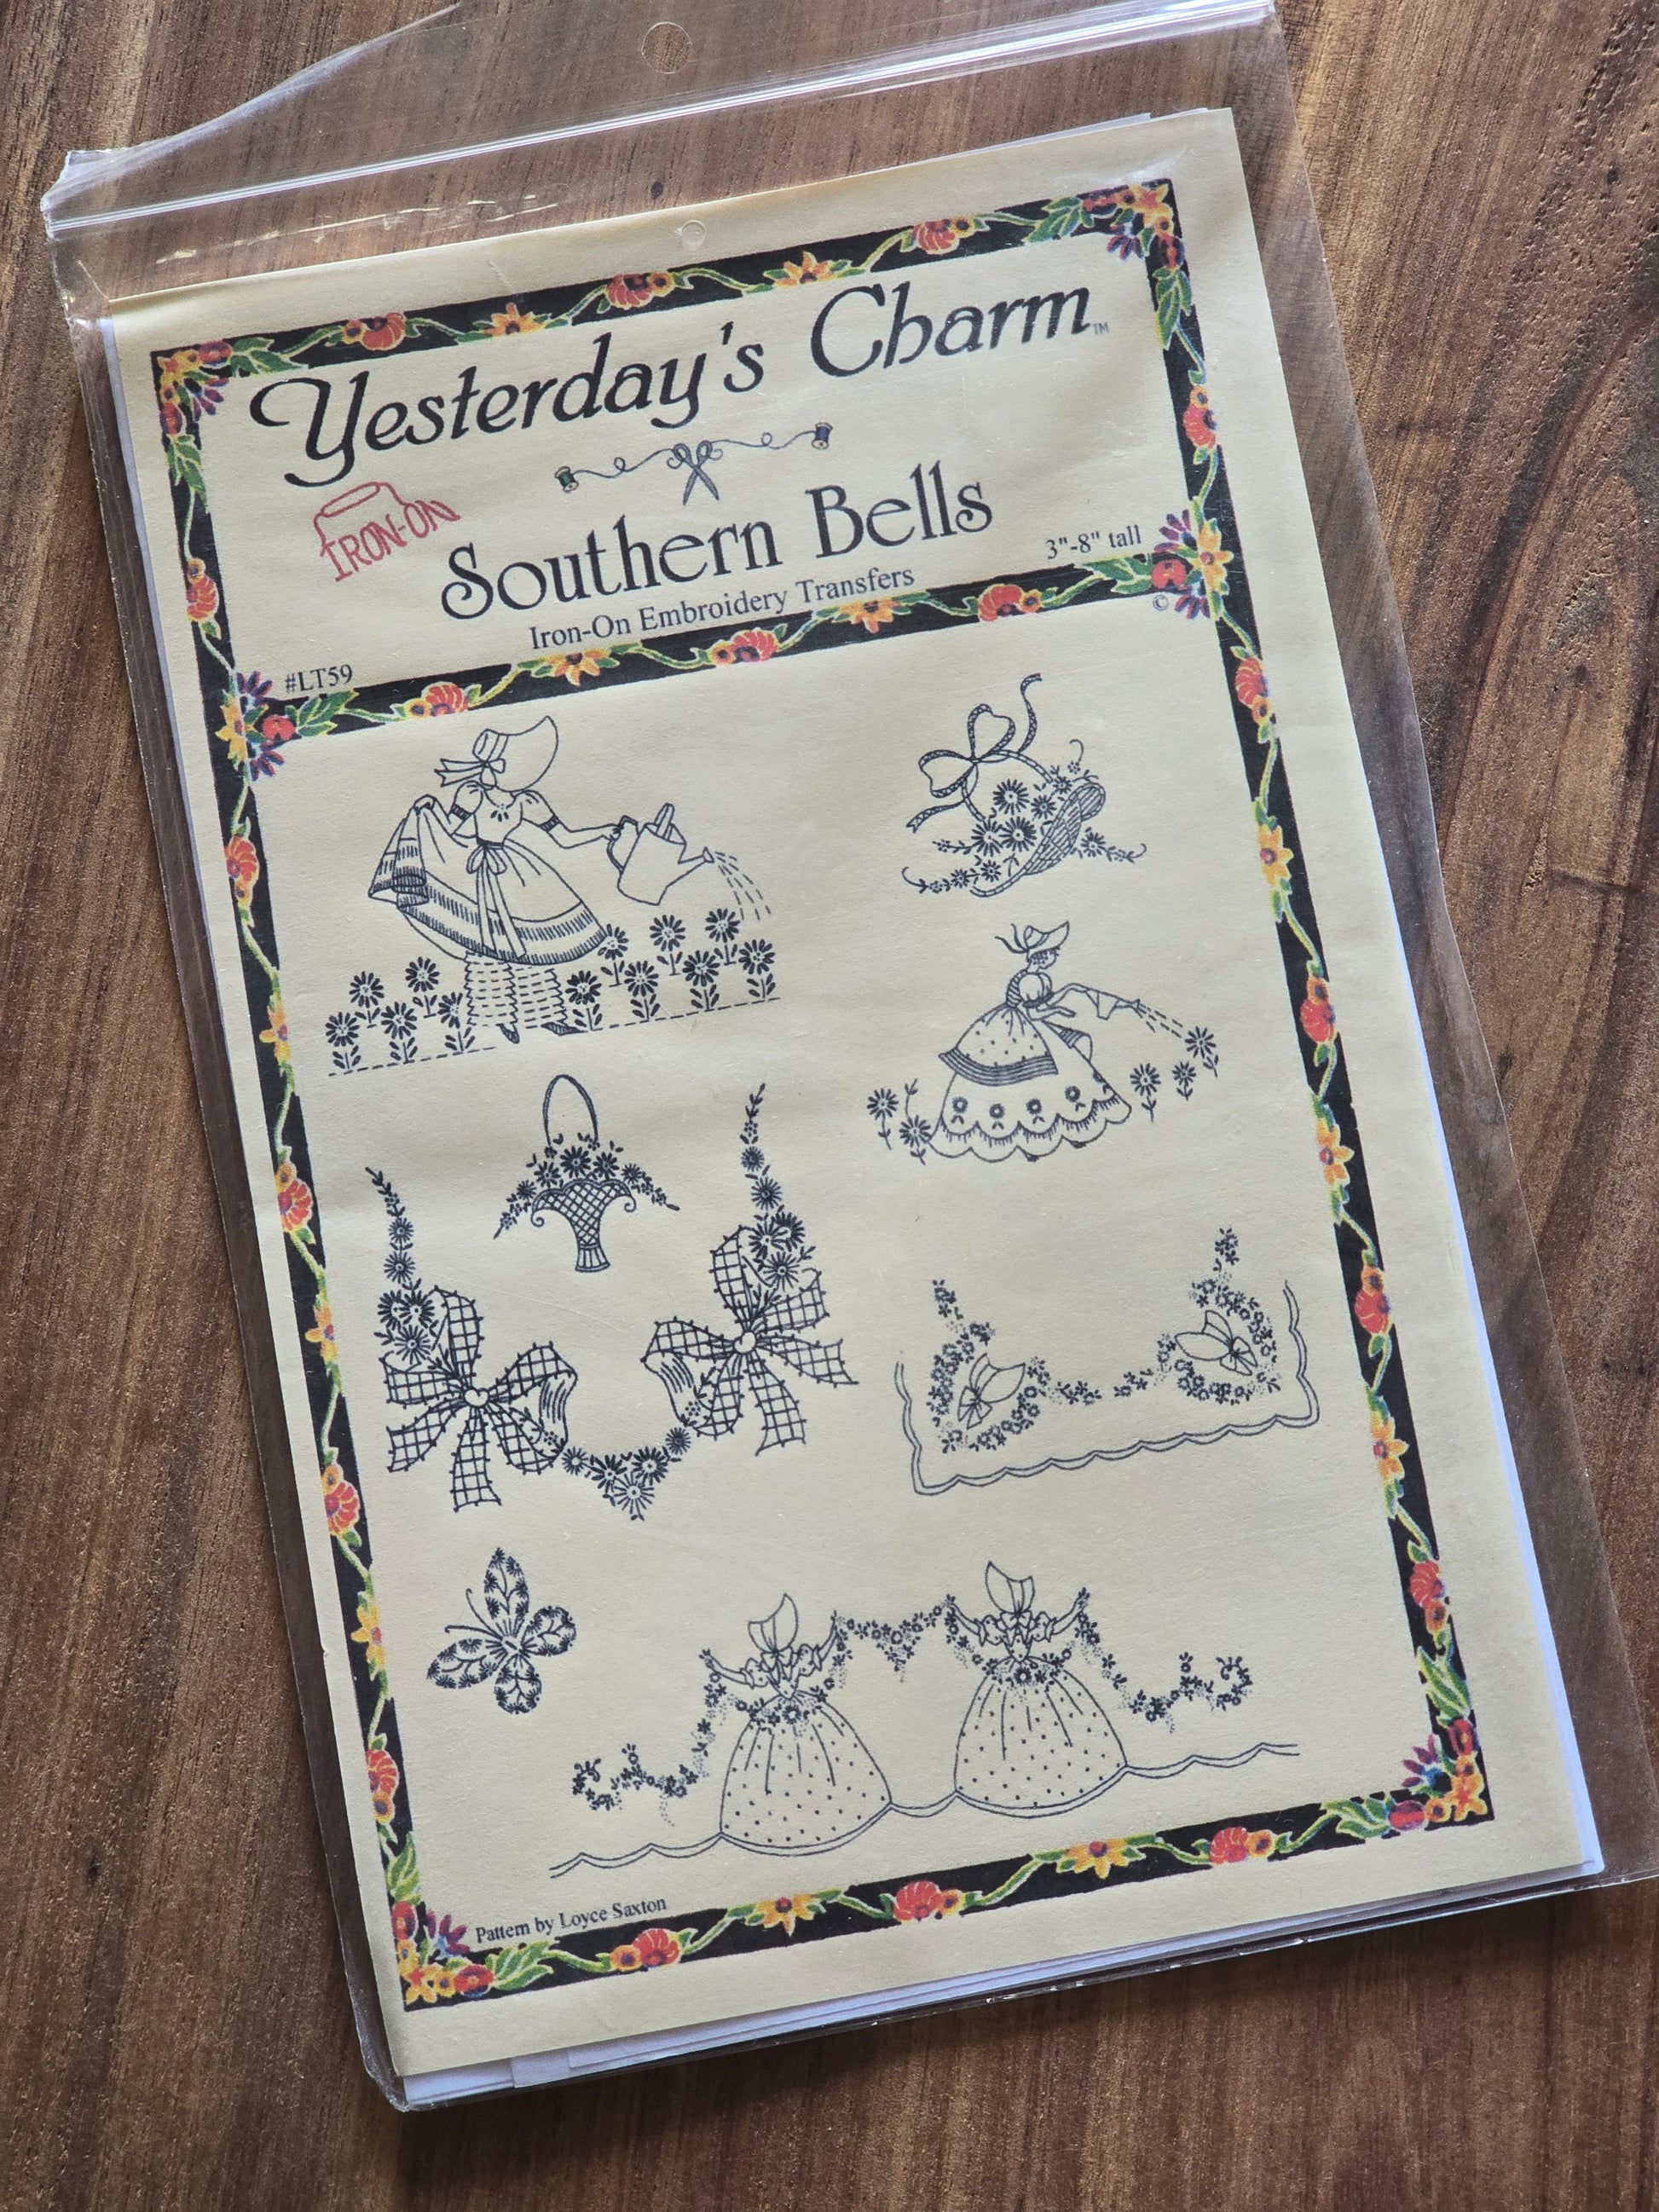 Yesterday's Charm™
IRON-ON
Southern Bells
Iron-On Embroidery Transfers
3"-8" tall
©
#LT59
Pattern by Loyce Saxton